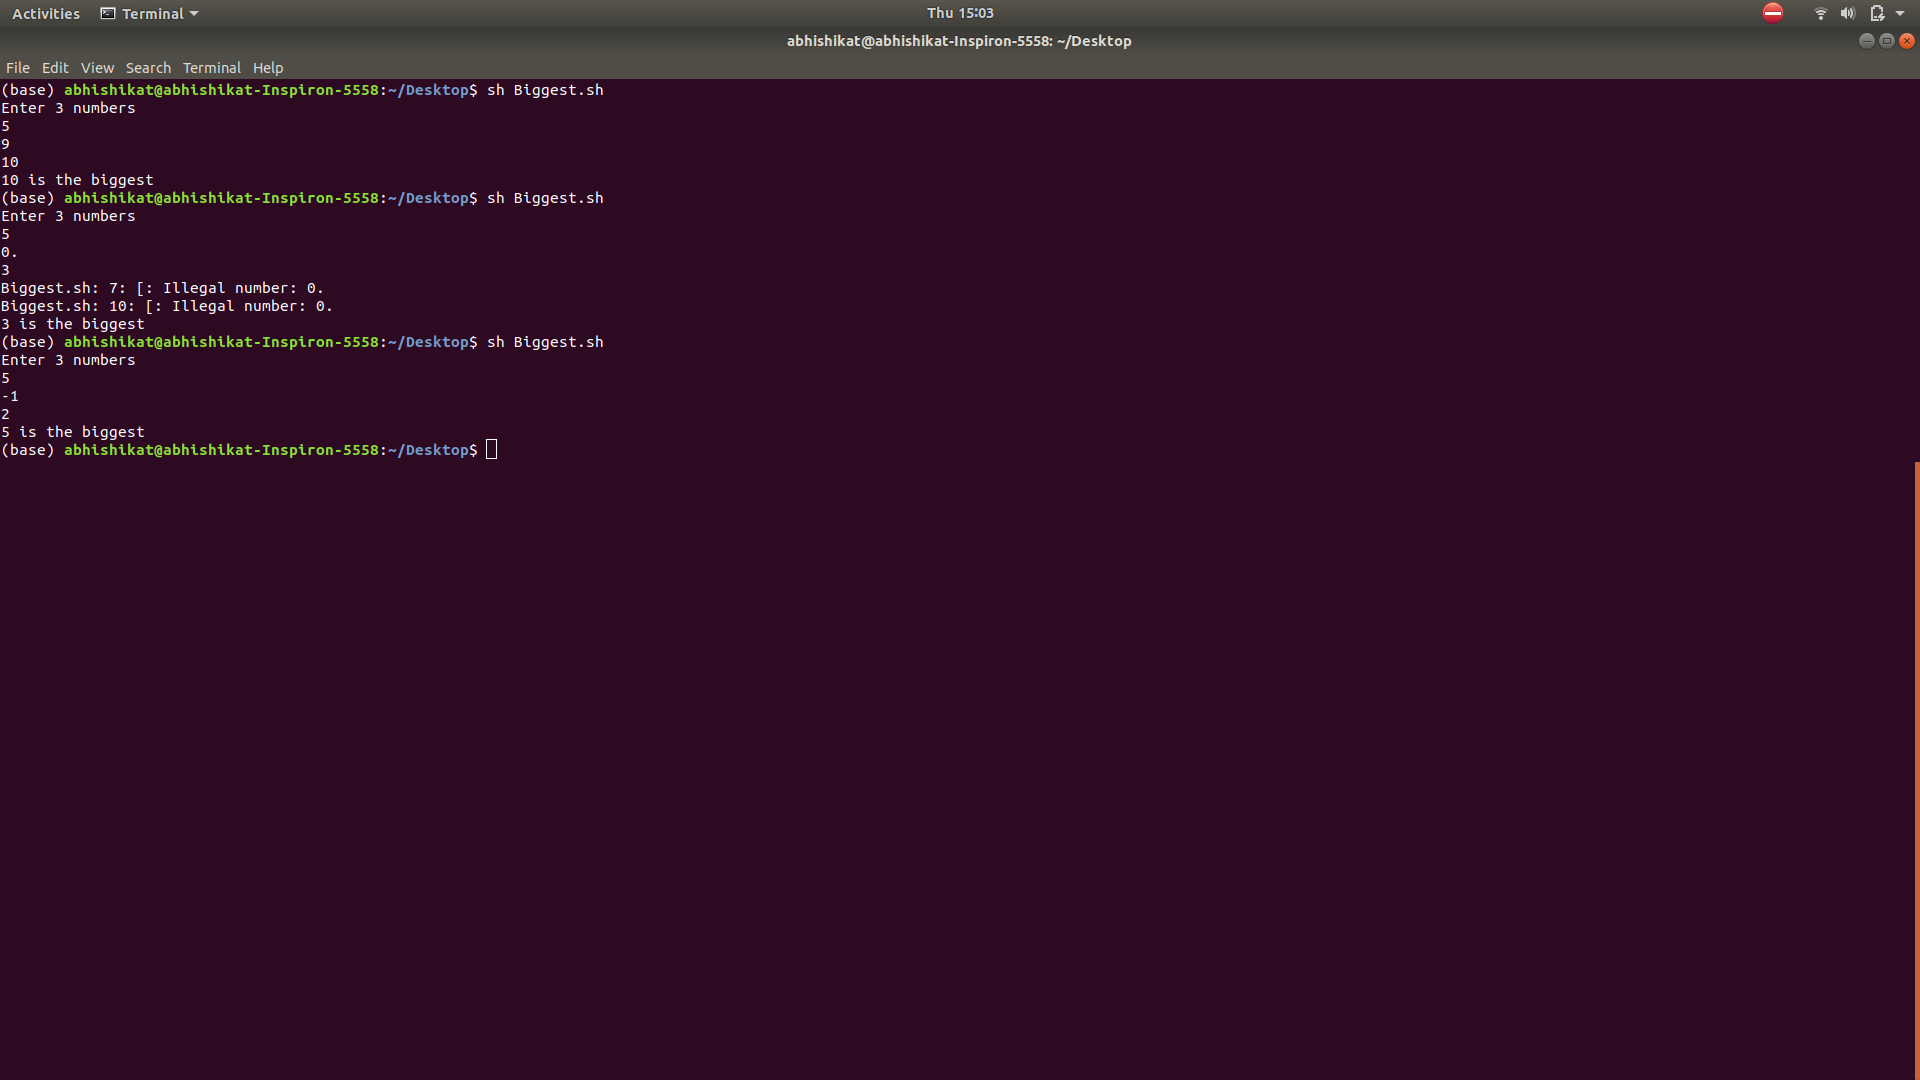 Activities Terminal Thu 15:03
abhishikat@abhishikat-Inspiron-5558: ~/Desktop
File Edit View Search Terminal Help
(base) abhishikat@abhishikat-Inspiron-5558:~/Desktop$ sh Biggest.sh
Enter 3 numbers
5
9
10
10 is the biggest
(base) abhishikat@abhishikat-Inspiron-5558:~/Desktop$ sh Biggest.sh
Enter 3 numbers
5
0.
3
Biggest.sh: 7: [: Illegal number: 0.
Biggest.sh: 10: [: Illegal number: 0.
3 is the biggest
(base) abhishikat@abhishikat-Inspiron-5558:~/Desktop$ sh Biggest.sh
Enter 3 numbers
5
-1
2
5 is the biggest
(base) abhishikat@abhishikat-Inspiron-5558:~/Desktop$